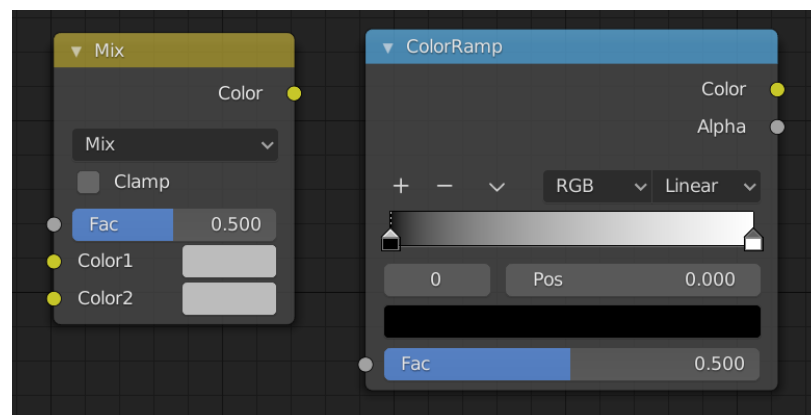 Mix
Color
Mix
Clamp
Fac 0.500
Color1
Color2
ColorRamp
Color
Alpha
RGB Linear
0 Pos 0.000
Fac 0.500